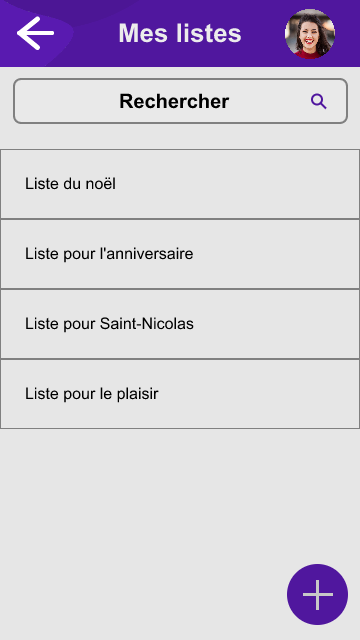 Mes listes
Rechercher
Liste du noël
Liste pour l'anniversaire
Liste pour Saint-Nicolas
Liste pour le plaisir